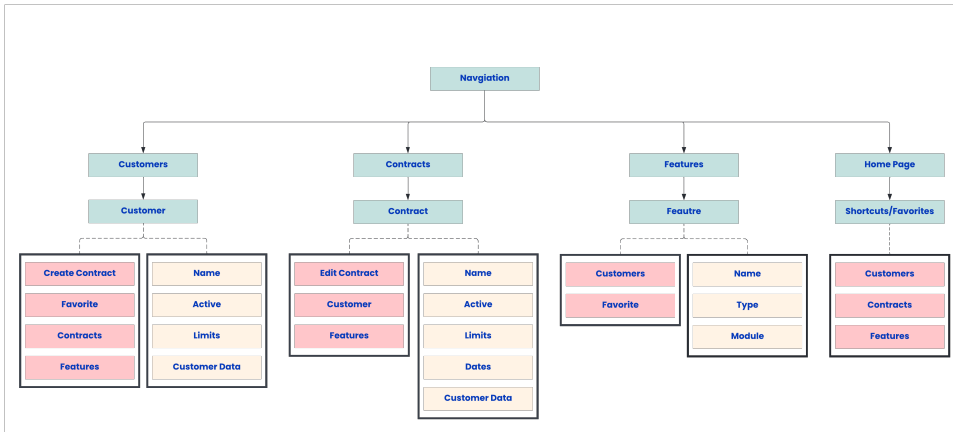 Navgiation
Customers
Contracts
Features
Home Page
Customer
Contract
Feautre
Shortcuts/Favorites
Create Contract
Favorite
Contracts
Features
Name
Active
Limits
Customer Data
Edit Contract
Customer
Features
Name
Active
Limits
Dates
Customer Data
Customers
Favorite
Name
Type
Module
Customers
Contracts
Features